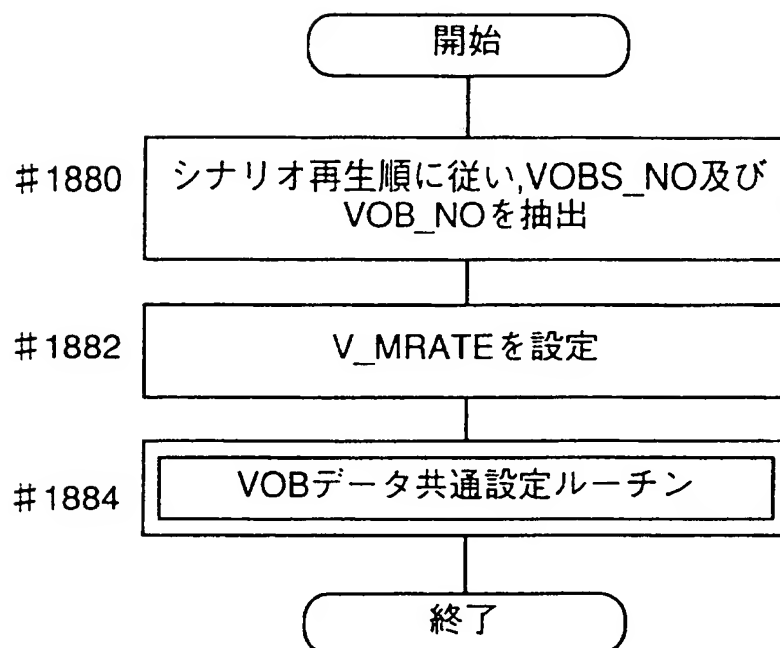 開始
#1880
シナリオ再生順に従い,VOBS_NO及び
VOB_NOを抽出
#1882
V_MRATEを設定
#1884
VOBデータ共通設定ルーチン
終了